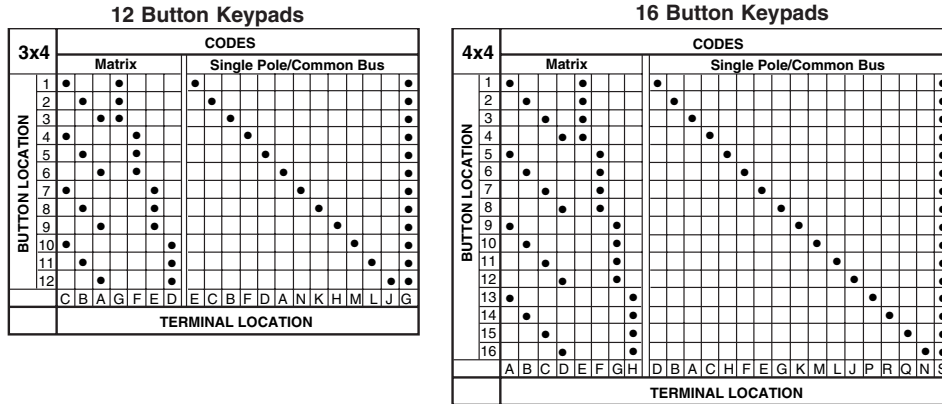 12 Button Keypads
3x4
CODES
Matrix
Single Pole/Common Bus
BUTTON LOCATION
1
2
3
4
5
6
7
8
9
10
11
12
C B A G F E D E C B F D A N K H M L J G
TERMINAL LOCATION
16 Button Keypads
4x4
CODES
Matrix
Single Pole/Common Bus
BUTTON LOCATION
1
2
3
4
5
6
7
8
9
10
11
12
13
14
15
16
A B C D E F G H D B A C H F E G K M L J P R Q N S
TERMINAL LOCATION